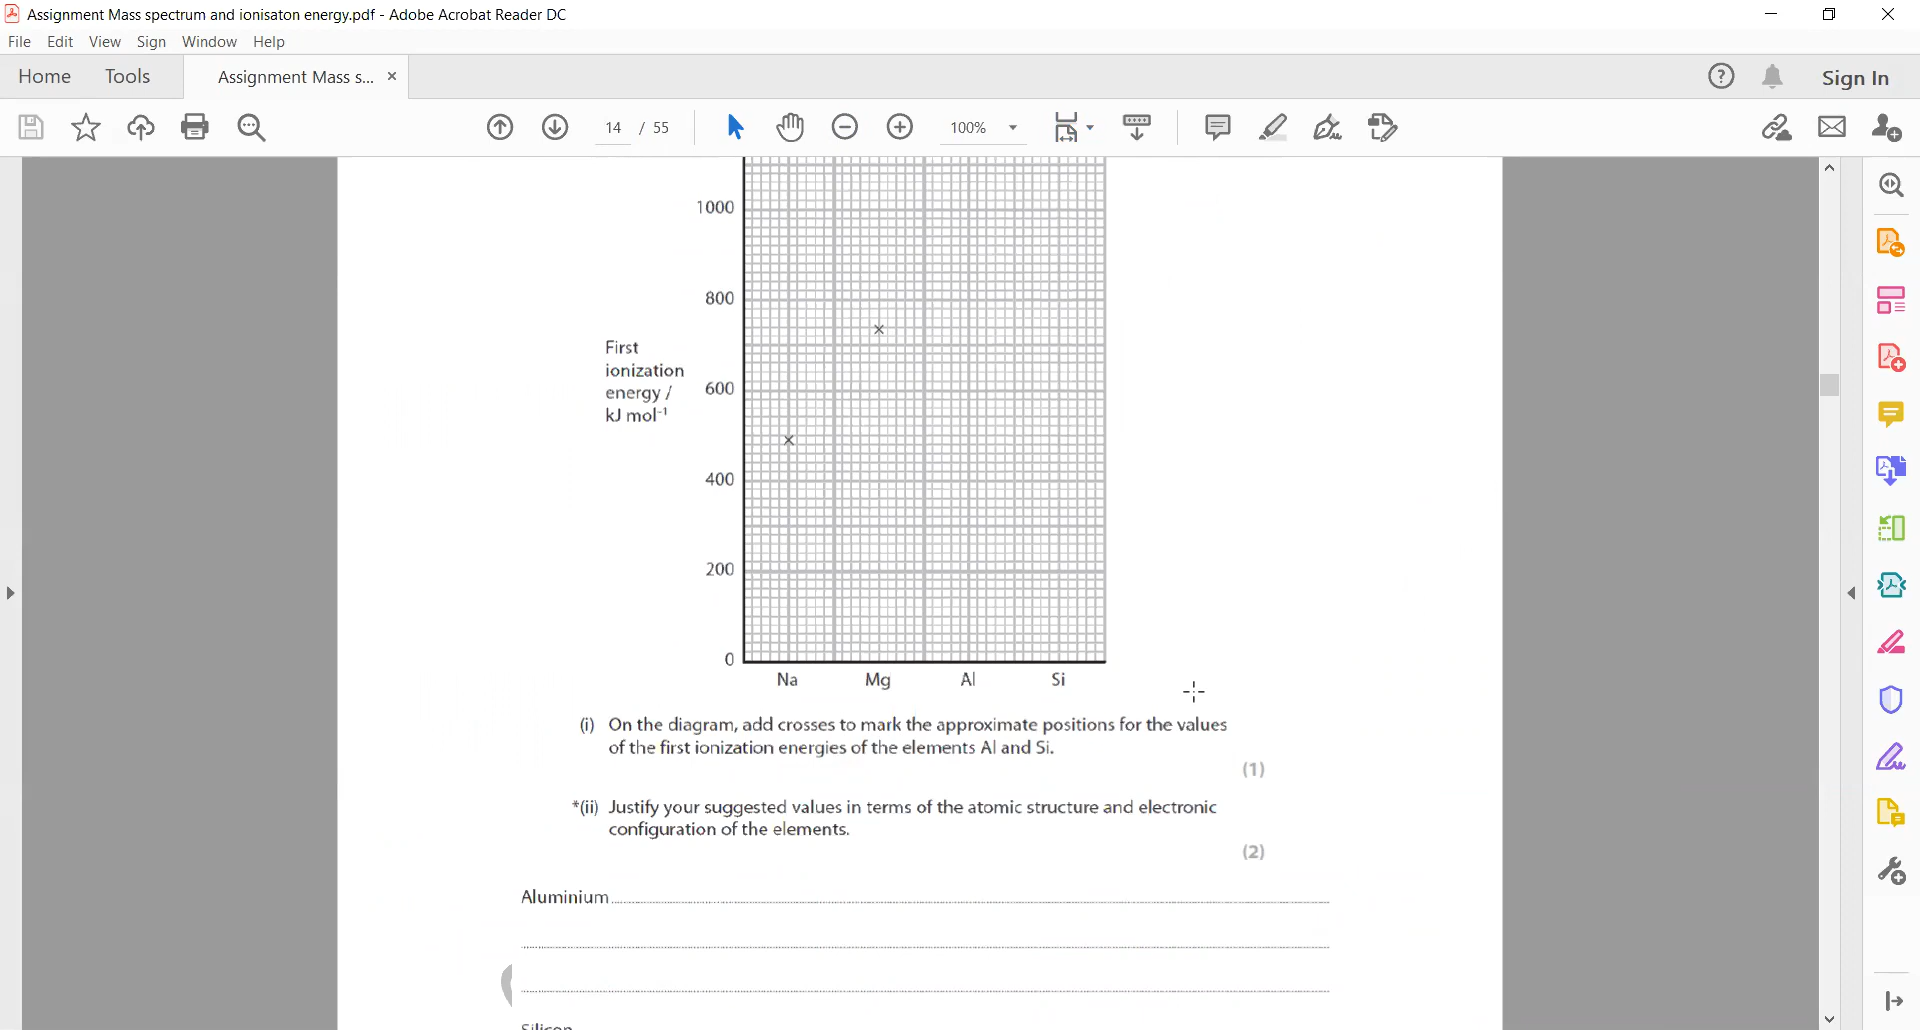 Assignment Mass spectrum and ionisaton energy.pdf - Adobe Acrobat Reader DC
File Edit View Sign Window Help
Home Tools Assignment Mass s... ×
Sign In
14 / 55 100%
1000
800
First
ionization
energy /
kJ mol⁻¹
600
400
200
0
Na Mg Al Si
(i) On the diagram, add crosses to mark the approximate positions for the values
of the first ionization energies of the elements Al and Si.
(1)
*(ii) Justify your suggested values in terms of the atomic structure and electronic
configuration of the elements.
(2)
Aluminium
Silicon